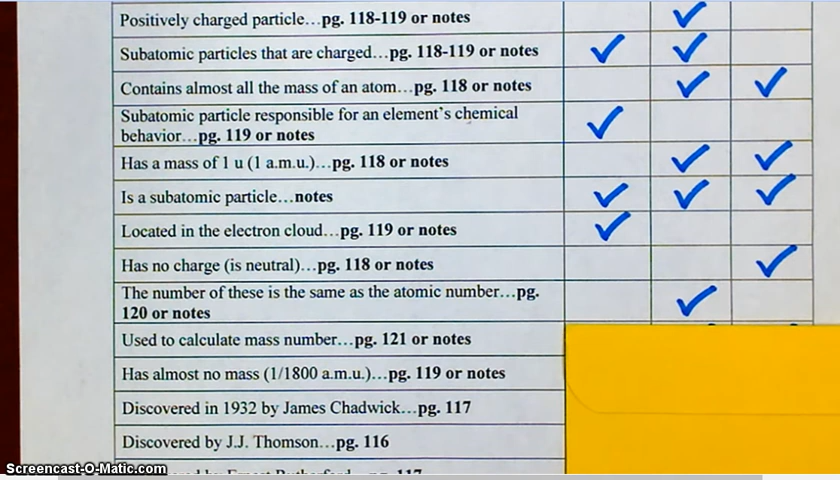 Positively charged particle…pg. 118-119 or notes
Subatomic particles that are charged…pg. 118-119 or notes
Contains almost all the mass of an atom…pg. 118 or notes
Subatomic particle responsible for an element's chemical
behavior…pg. 119 or notes
Has a mass of 1 u (1 a.m.u.)…pg. 118 or notes
Is a subatomic particle…notes
Located in the electron cloud…pg. 119 or notes
Has no charge (is neutral)…pg. 118 or notes
The number of these is the same as the atomic number…pg.
120 or notes
Used to calculate mass number…pg. 121 or notes
Has almost no mass (1/1800 a.m.u.)…pg. 119 or notes
Discovered in 1932 by James Chadwick…pg. 117
Discovered by J.J. Thomson…pg. 116
Screencast-O-Matic.com